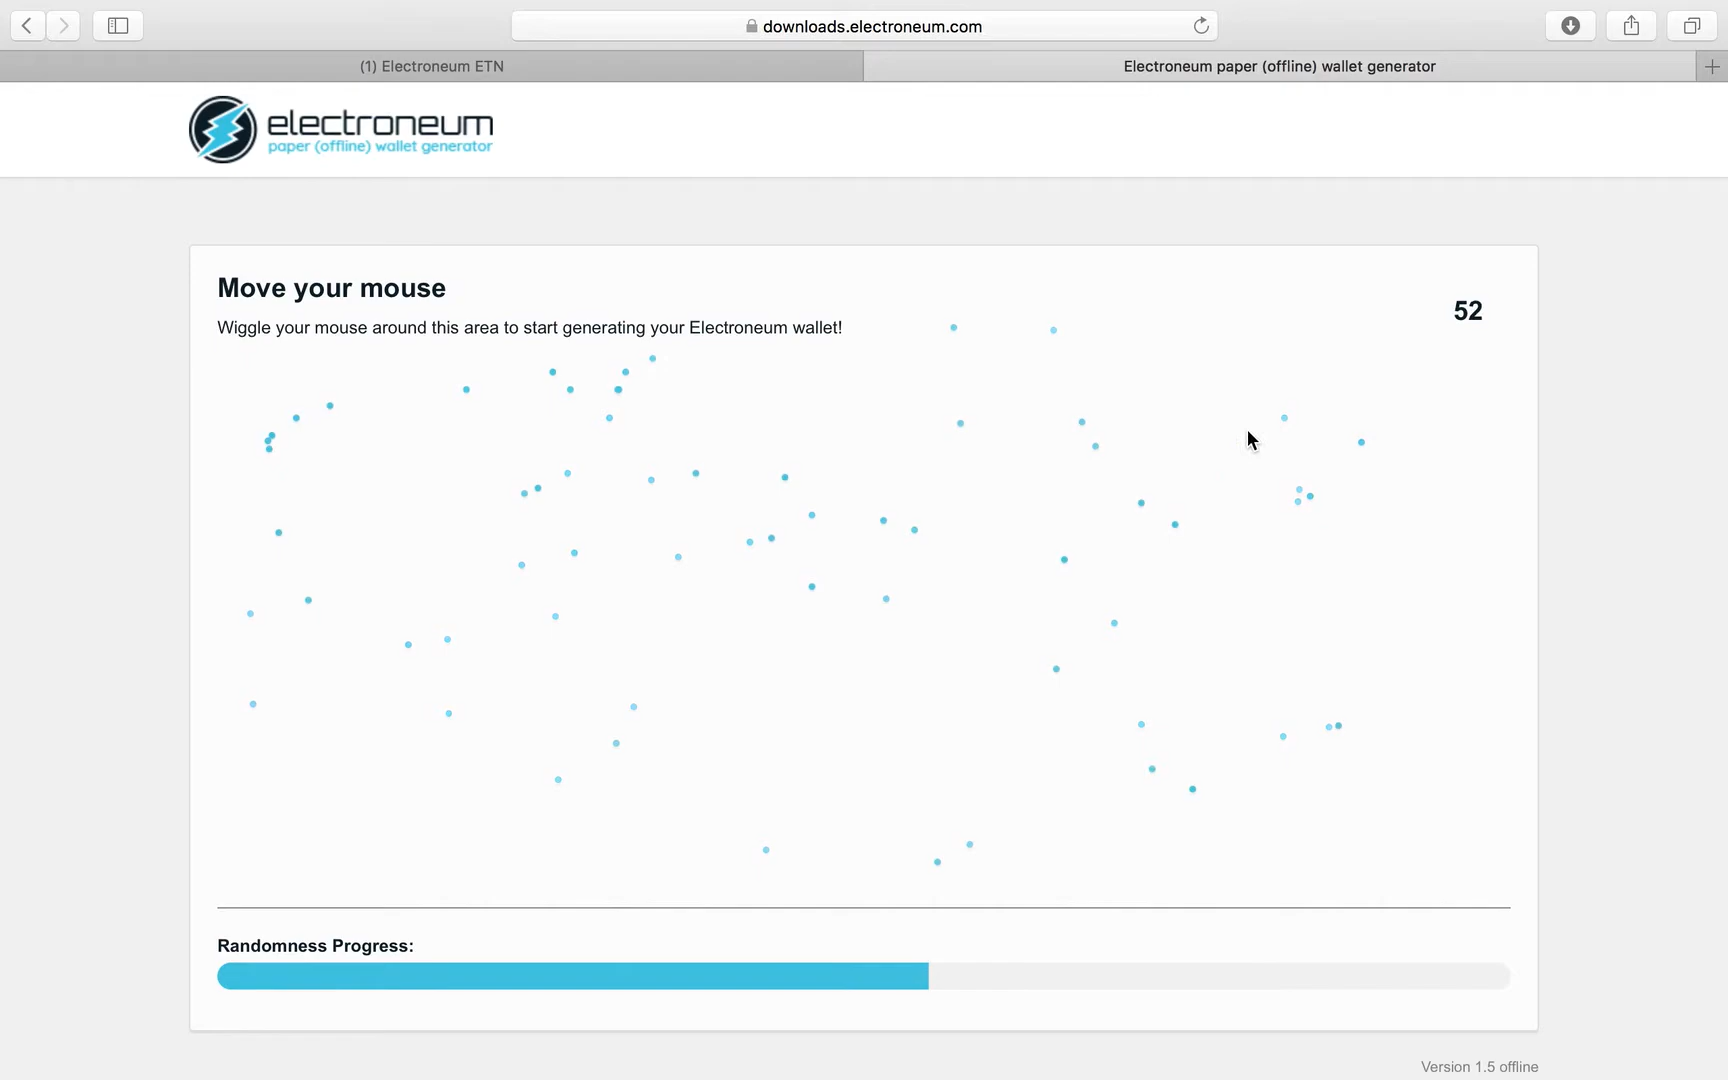 downloads.electroneum.com
(1) Electroneum ETN
Electroneum paper (offline) wallet generator
electroneum
paper (offline) wallet generator
Move your mouse
52
Wiggle your mouse around this area to start generating your Electroneum wallet!
Randomness Progress:
Version 1.5 offline